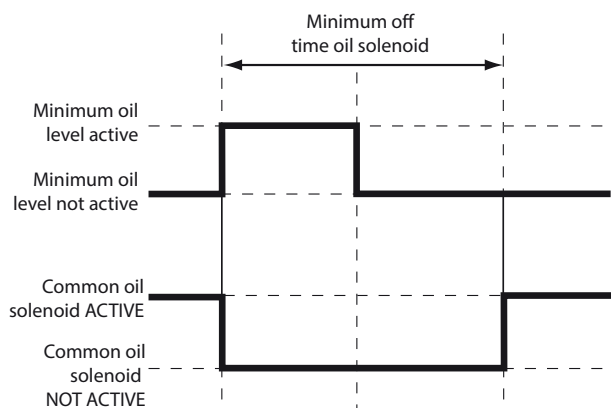 Minimum off
time oil solenoid
Minimum oil
level active
Minimum oil
level not active
Common oil
solenoid ACTIVE
Common oil
solenoid
NOT ACTIVE